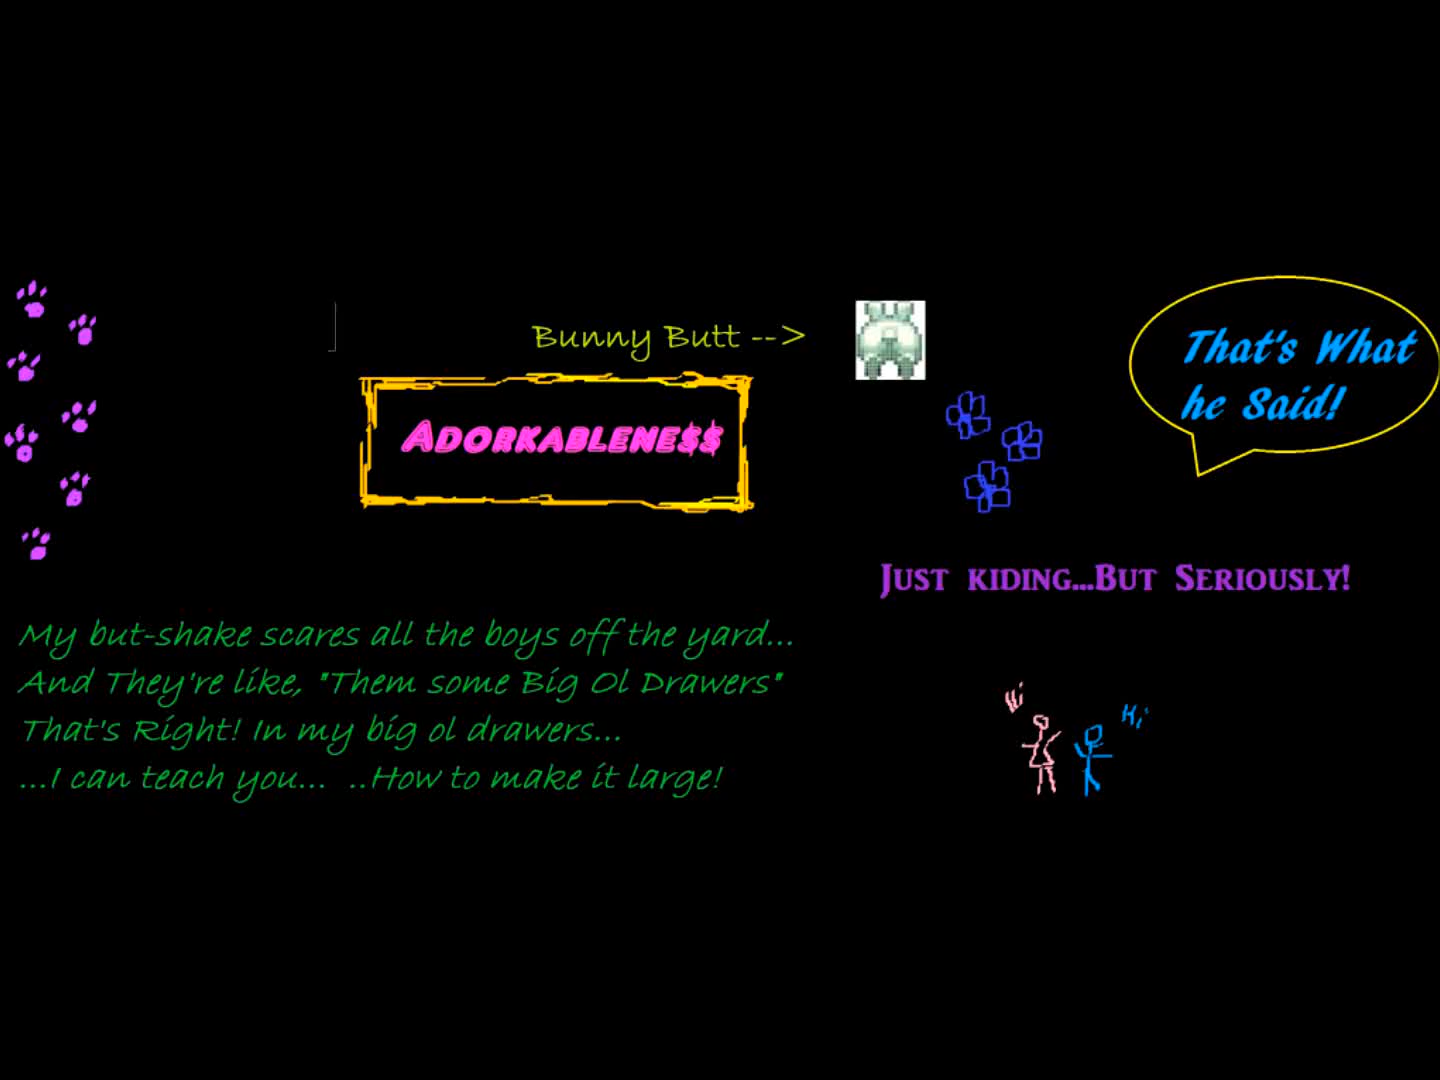 Bunny Butt -->
That's What
he Said!
Adorkablene$$
Just kiding...But Seriously!
My but-shake scares all the boys off the yard...
And They're like, "Them some Big Ol Drawers"
That's Right! In my big ol drawers...
...I can teach you... ..How to make it large!
Hi
Hi